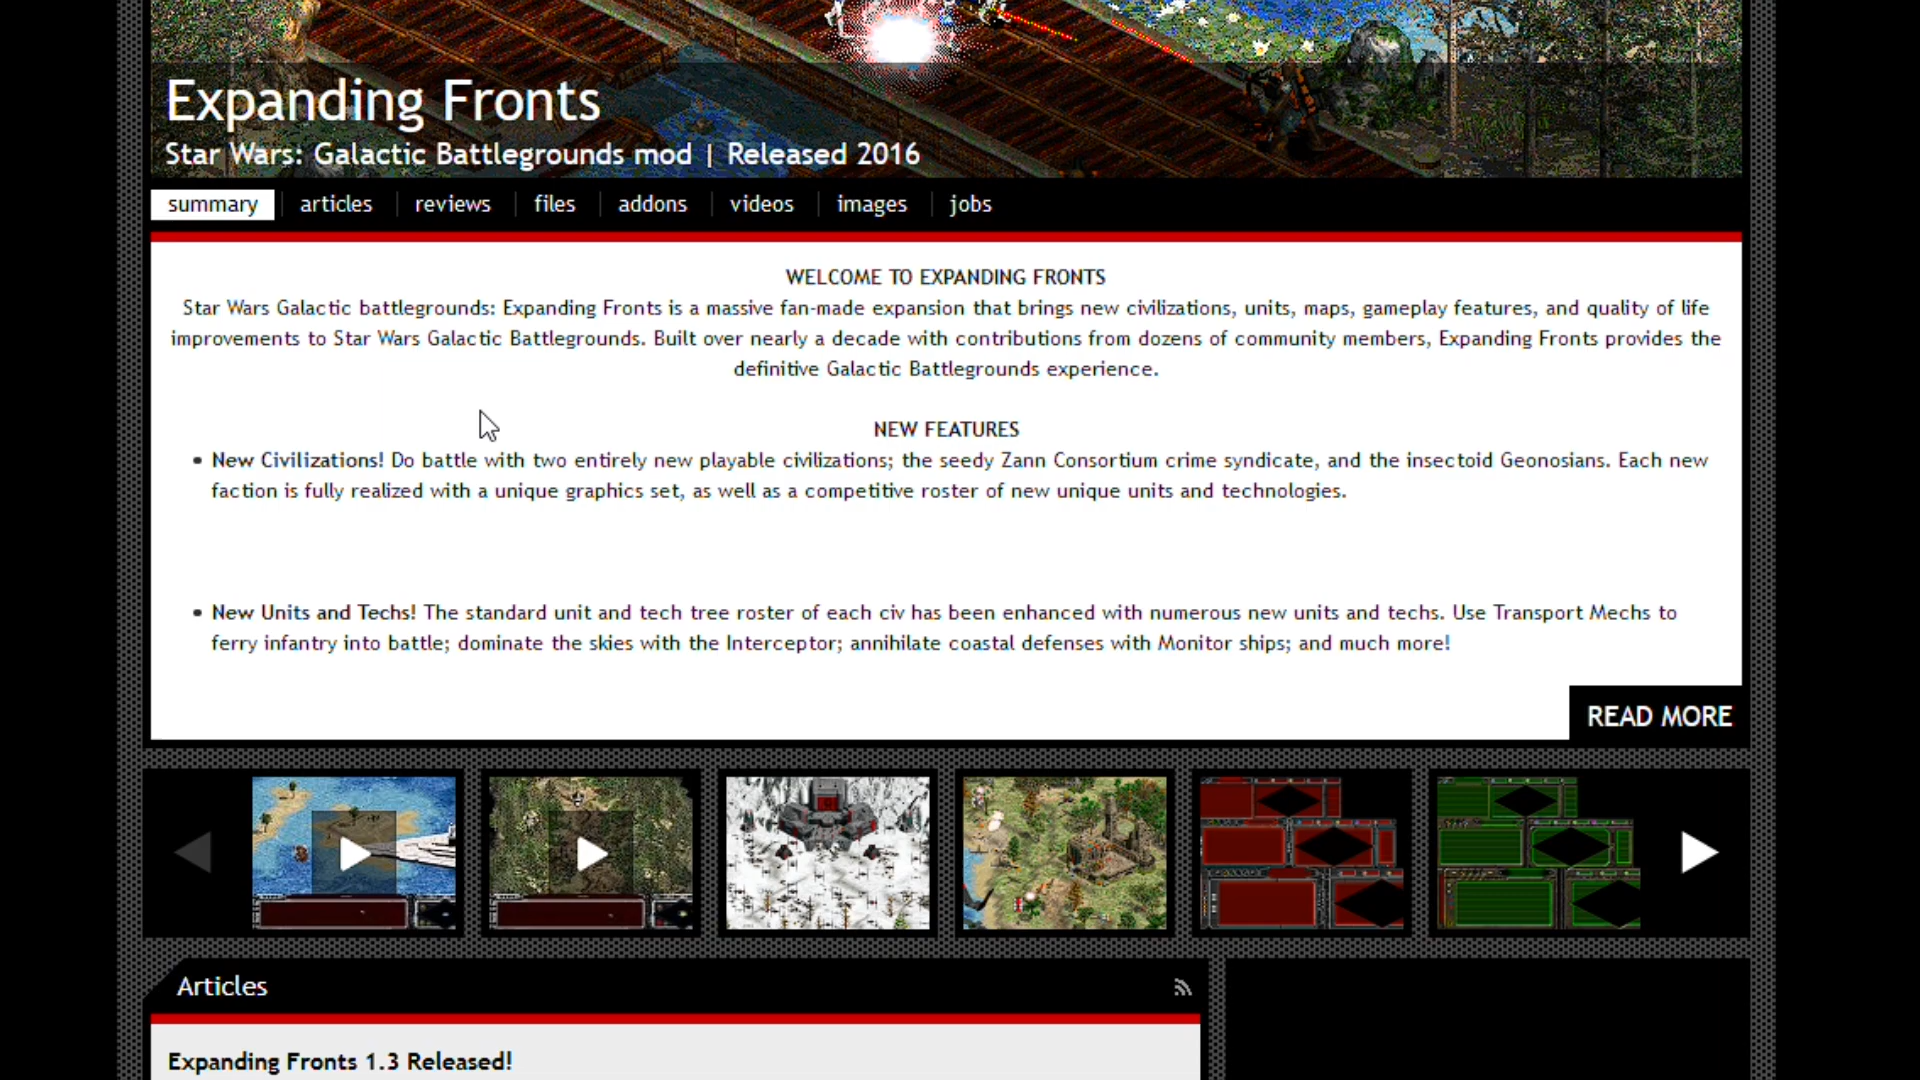 Expanding Fronts
Star Wars: Galactic Battlegrounds mod | Released 2016
summary articles reviews files addons videos images jobs
WELCOME TO EXPANDING FRONTS
Star Wars Galactic battlegrounds: Expanding Fronts is a massive fan-made expansion that brings new civilizations, units, maps, gameplay features, and quality of life
improvements to Star Wars Galactic Battlegrounds. Built over nearly a decade with contributions from dozens of community members, Expanding Fronts provides the
definitive Galactic Battlegrounds experience.
NEW FEATURES
• New Civilizations! Do battle with two entirely new playable civilizations; the seedy Zann Consortium crime syndicate, and the insectoid Geonosians. Each new
faction is fully realized with a unique graphics set, as well as a competitive roster of new unique units and technologies.
• New Units and Techs! The standard unit and tech tree roster of each civ has been enhanced with numerous new units and techs. Use Transport Mechs to
ferry infantry into battle; dominate the skies with the Interceptor; annihilate coastal defenses with Monitor ships; and much more!
READ MORE
Articles
Expanding Fronts 1.3 Released!